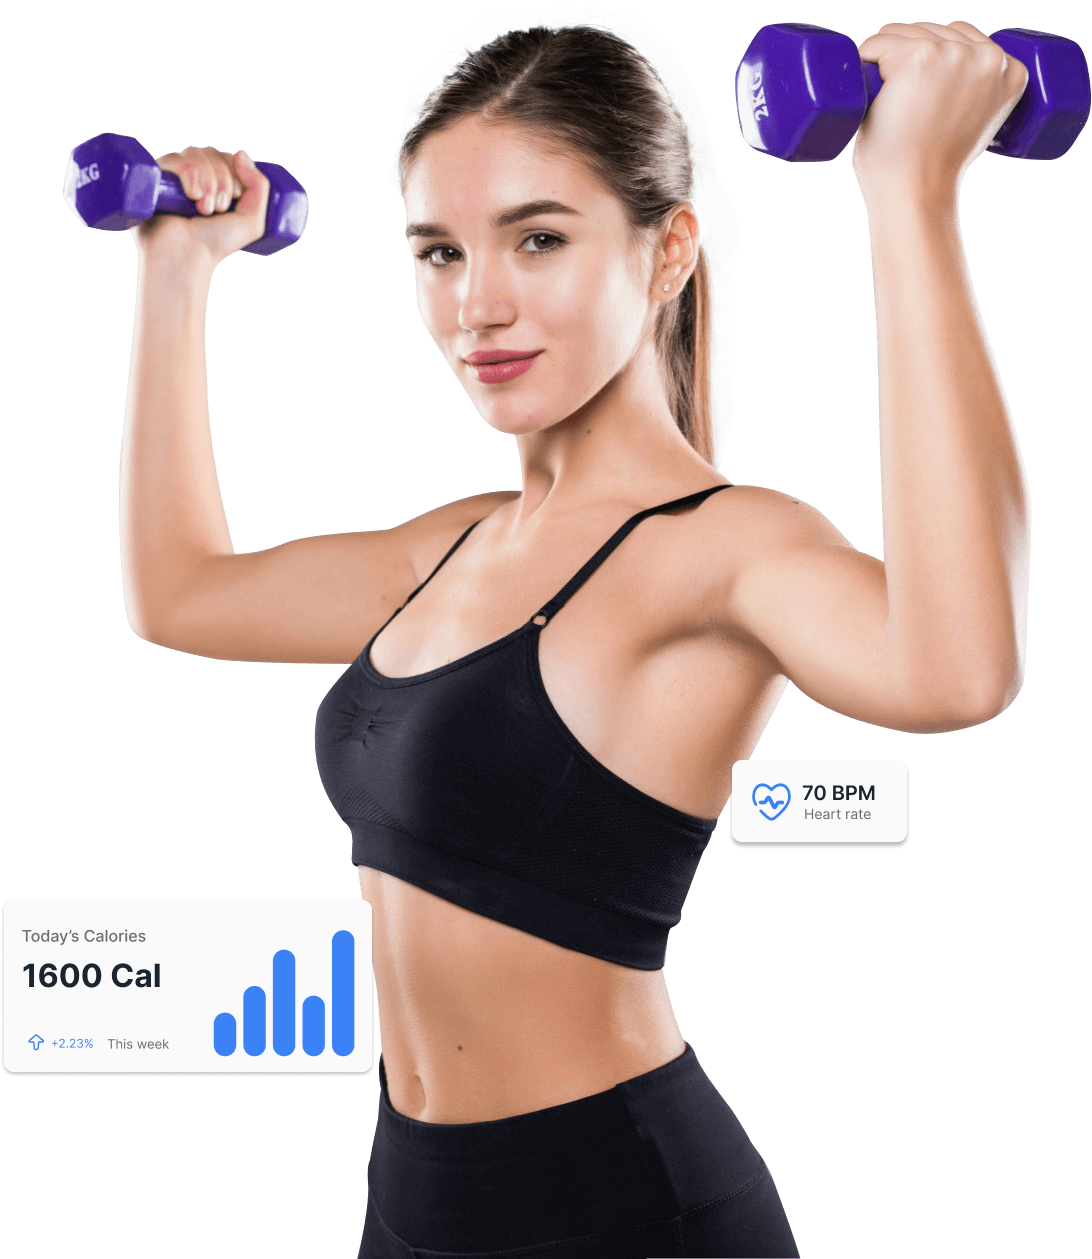 2KG
2KG
70 BPM
Heart rate
Today’s Calories
1600 Cal
+2.23% This week